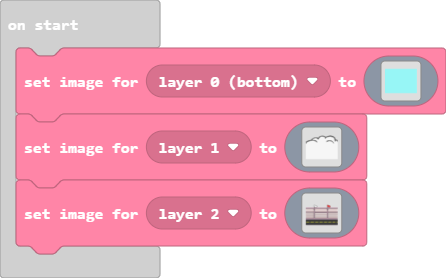 on start
set image for layer 0 (bottom) to
set image for layer 1 to
set image for layer 2 to